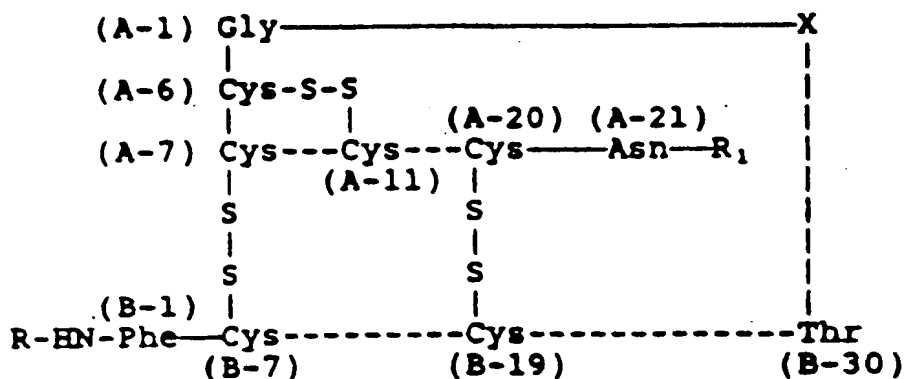 (A-1) Gly X
(A-6) Cys-S-S
(A-20) (A-21)
(A-7) Cys---Cys---Cys—Asn—R₁
(A-11)
S S
S S
(B-1)
R-HN-Phe—Cys----------Cys------------Thr
(B-7) (B-19) (B-30)